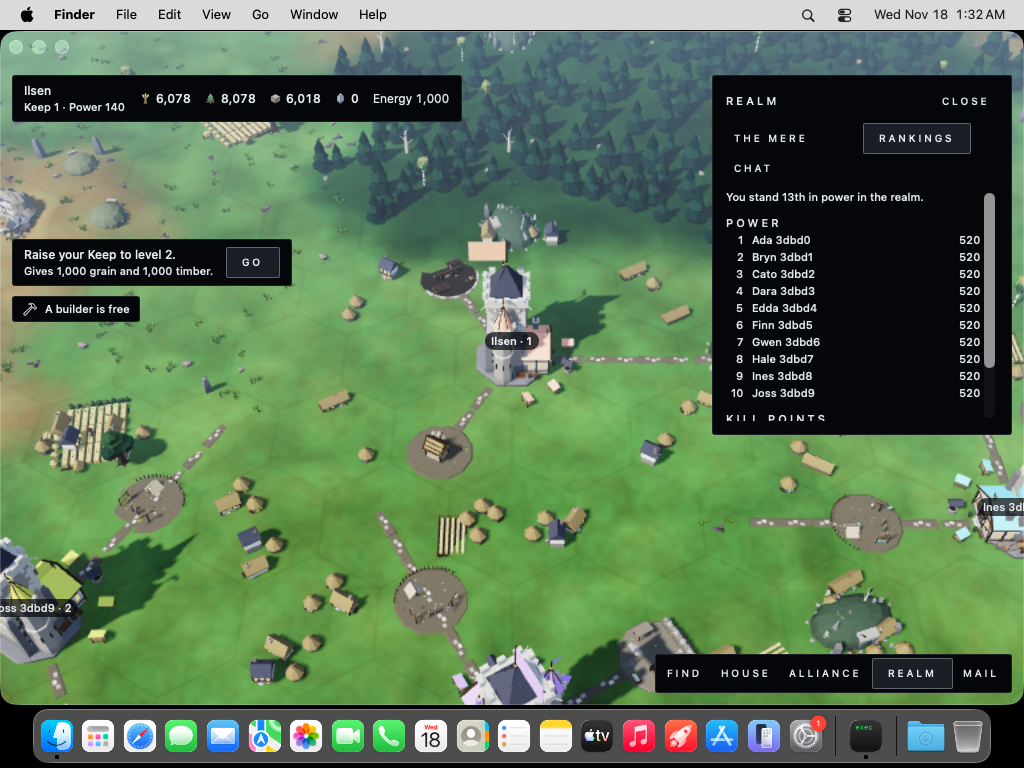 Finder File Edit View Go Window Help Wed Nov 18 1:32 AM
Ilsen
Keep 1 · Power 140
6,078 8,078 6,018 0 Energy 1,000
REALM CLOSE
THE MERE RANKINGS
CHAT
You stand 13th in power in the realm.
POWER
1 Ada 3dbd0 520
2 Bryn 3dbd1 520
3 Cato 3dbd2 520
4 Dara 3dbd3 520
5 Edda 3dbd4 520
6 Finn 3dbd5 520
7 Gwen 3dbd6 520
8 Hale 3dbd7 520
9 Ines 3dbd8 520
10 Joss 3dbd9 520
KILL POINTS
Raise your Keep to level 2.
Gives 1,000 grain and 1,000 timber.
GO
A builder is free
Ilsen · 1
Ines 3d
oss 3dbd9 · 2
FIND HOUSE ALLIANCE REALM MAIL
Wed
18
tv
1
exec